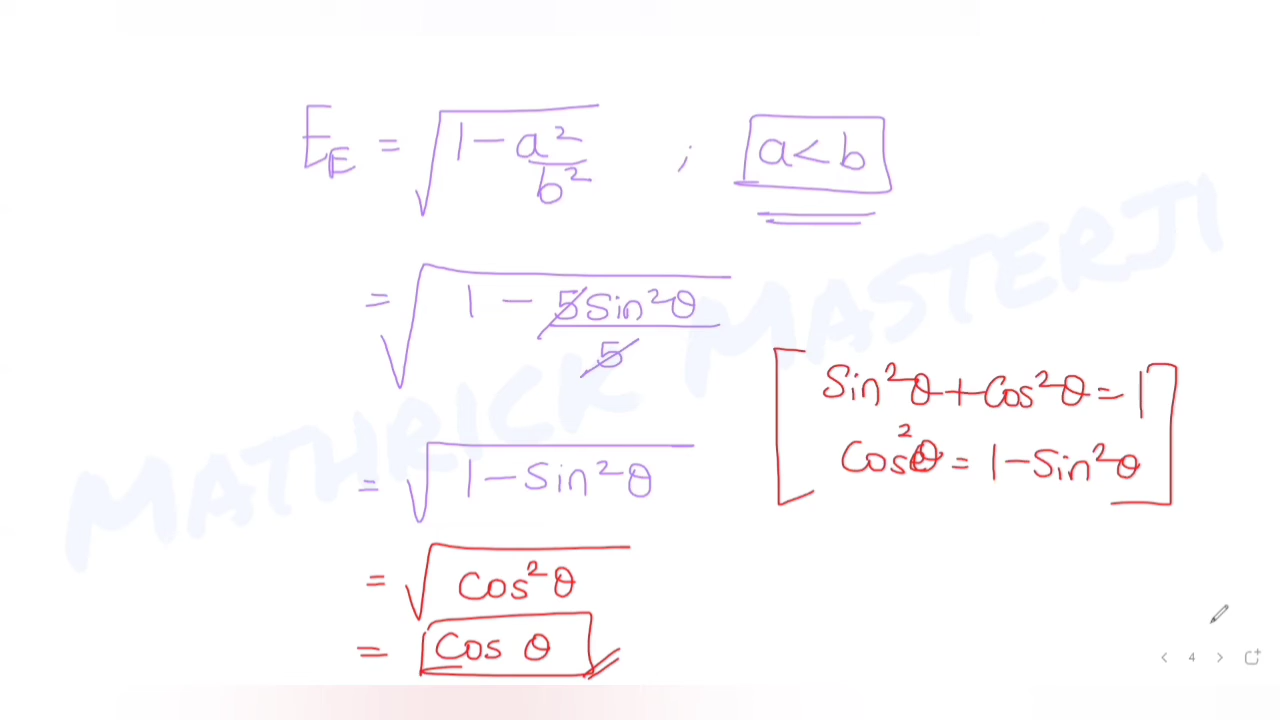 E_E = √(1 - a²/b²) ; a < b
= √(1 - 5Sin²θ/5)
Sin²θ + Cos²θ = 1
Cos²θ = 1 - Sin²θ
= √(1 - Sin²θ)
= √(Cos²θ)
= Cos θ
MATHRICK MASTERJI
< 4 >